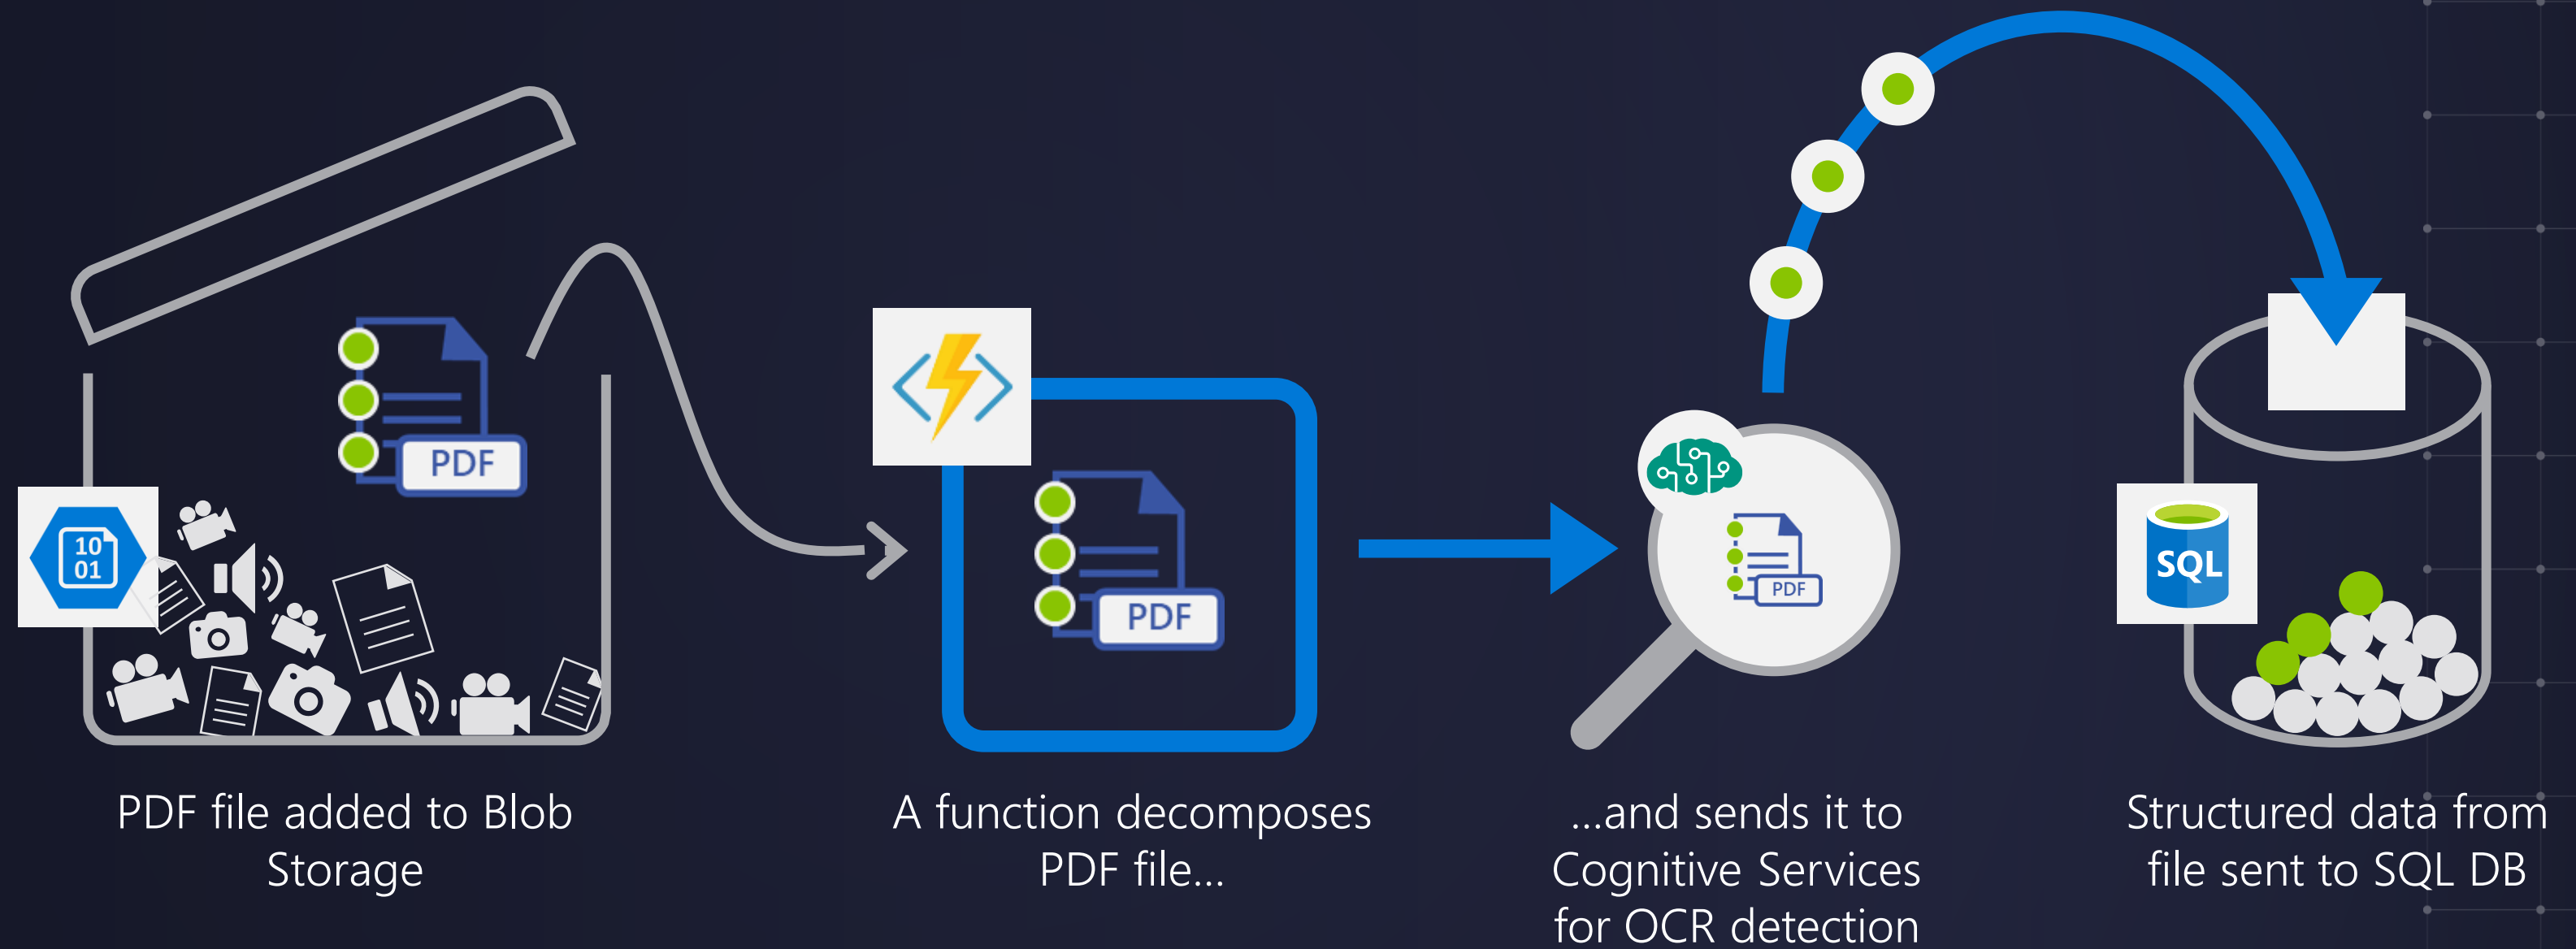 PDF
10
01
PDF file added to Blob
Storage
PDF
A function decomposes
PDF file...
PDF
...and sends it to
Cognitive Services
for OCR detection
SQL
Structured data from
file sent to SQL DB